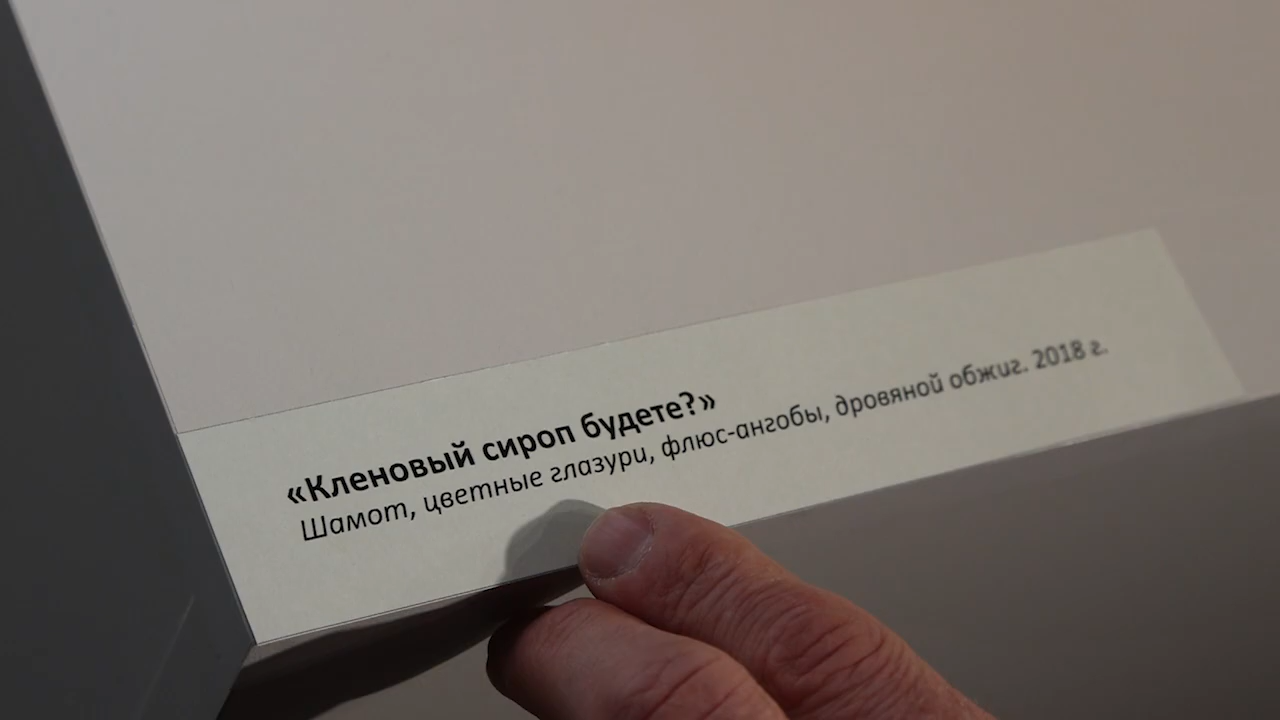 «Кленовый сироп будете?»
Шамот, цветные глазури, флюс-ангобы, дровяной обжиг. 2018 г.